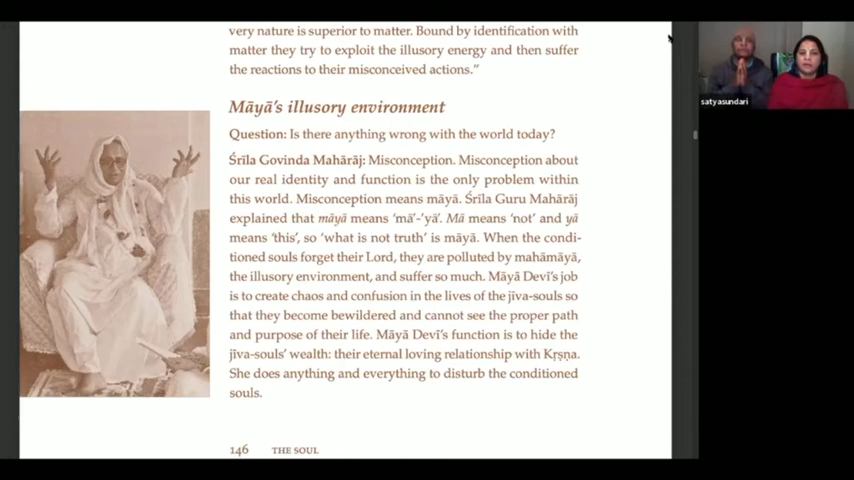 very nature is superior to matter. Bound by identification with
matter they try to exploit the illusory energy and then suffer
the reactions to their misconceived actions.”
Māyā’s illusory environment
Question: Is there anything wrong with the world today?
Śrīla Govinda Mahārāj: Misconception. Misconception about
our real identity and function is the only problem within
this world. Misconception means māyā. Śrīla Guru Mahārāj
explained that māyā means ‘mā’-‘yā’. Mā means ‘not’ and yā
means ‘this’, so ‘what is not truth’ is māyā. When the condi-
tioned souls forget their Lord, they are polluted by mahāmāyā,
the illusory environment, and suffer so much. Māyā Devī’s job
is to create chaos and confusion in the lives of the jīva-souls so
that they become bewildered and cannot see the proper path
and purpose of their life. Māyā Devī’s function is to hide the
jīva-souls’ wealth: their eternal loving relationship with Kṛṣṇa.
She does anything and everything to disturb the conditioned
souls.
146 THE SOUL
satyasundari